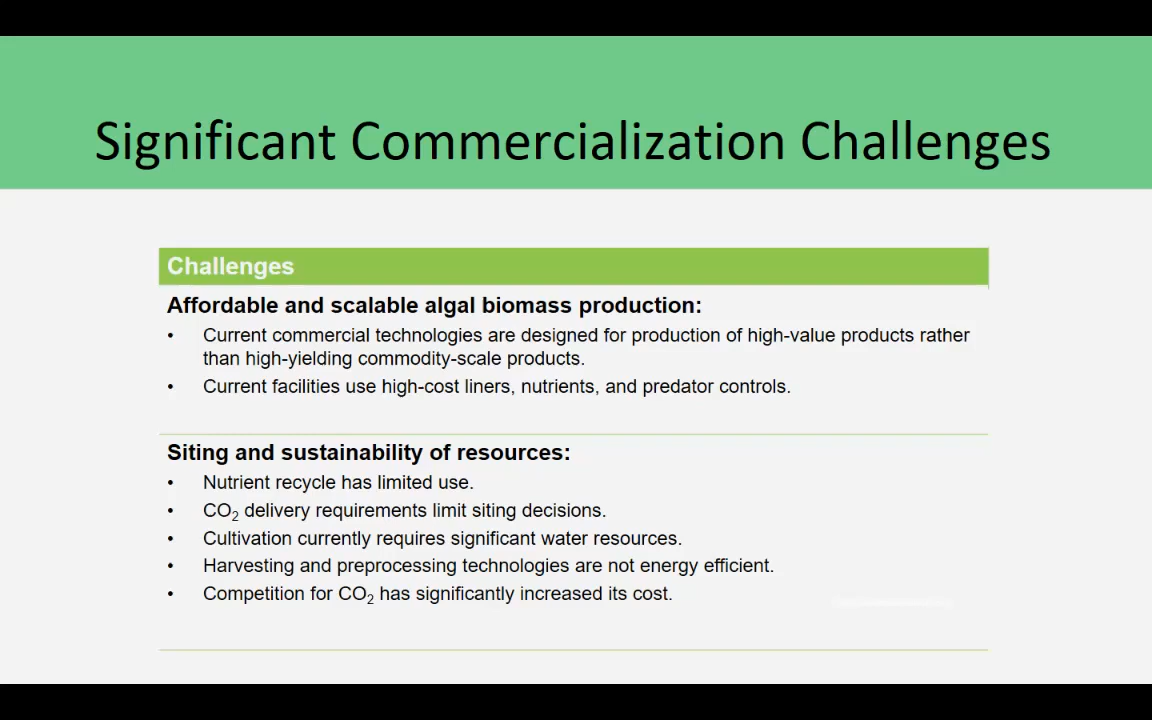 Significant Commercialization Challenges
Challenges
Affordable and scalable algal biomass production:
• Current commercial technologies are designed for production of high-value products rather
than high-yielding commodity-scale products.
• Current facilities use high-cost liners, nutrients, and predator controls.
Siting and sustainability of resources:
• Nutrient recycle has limited use.
• CO₂ delivery requirements limit siting decisions.
• Cultivation currently requires significant water resources.
• Harvesting and preprocessing technologies are not energy efficient.
• Competition for CO₂ has significantly increased its cost.